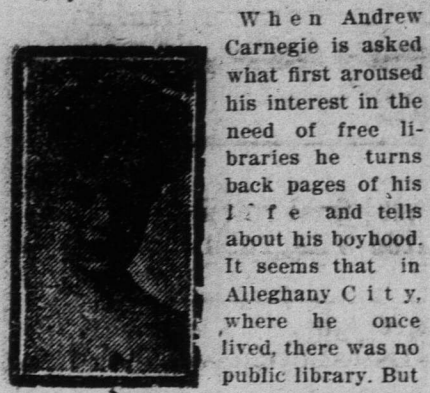 When Andrew
Carnegie is asked
what first aroused
his interest in the
need of free li-
braries he turns
back pages of his
life and tells
about his boyhood.
It seems that in
Alleghany City,
where he once
lived, there was no
public library. But